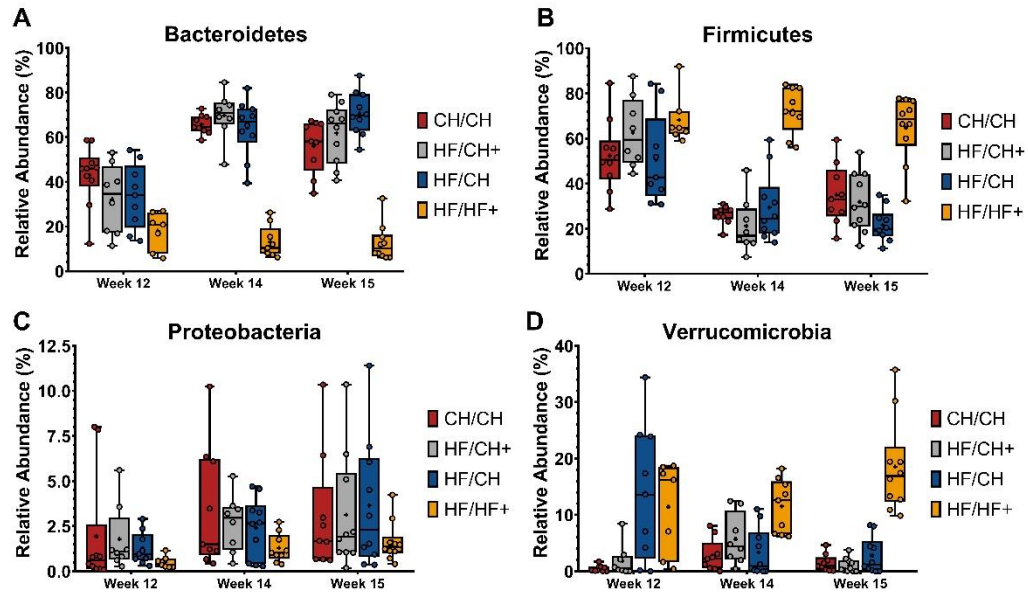 A
Bacteroidetes
Relative Abundance (%)
100
80
60
40
20
0
Week 12
Week 14
Week 15
CH/CH
HF/CH+
HF/CH
HF/HF+
B
Firmicutes
Relative Abundance (%)
100
80
60
40
20
0
Week 12
Week 14
Week 15
CH/CH
HF/CH+
HF/CH
HF/HF+
C
Proteobacteria
Relative Abundance (%)
12.5
10.0
7.5
5.0
2.5
0.0
Week 12
Week 14
Week 15
CH/CH
HF/CH+
HF/CH
HF/HF+
D
Verrucomicrobia
Relative Abundance (%)
40
30
20
10
0
Week 12
Week 14
Week 15
CH/CH
HF/CH+
HF/CH
HF/HF+